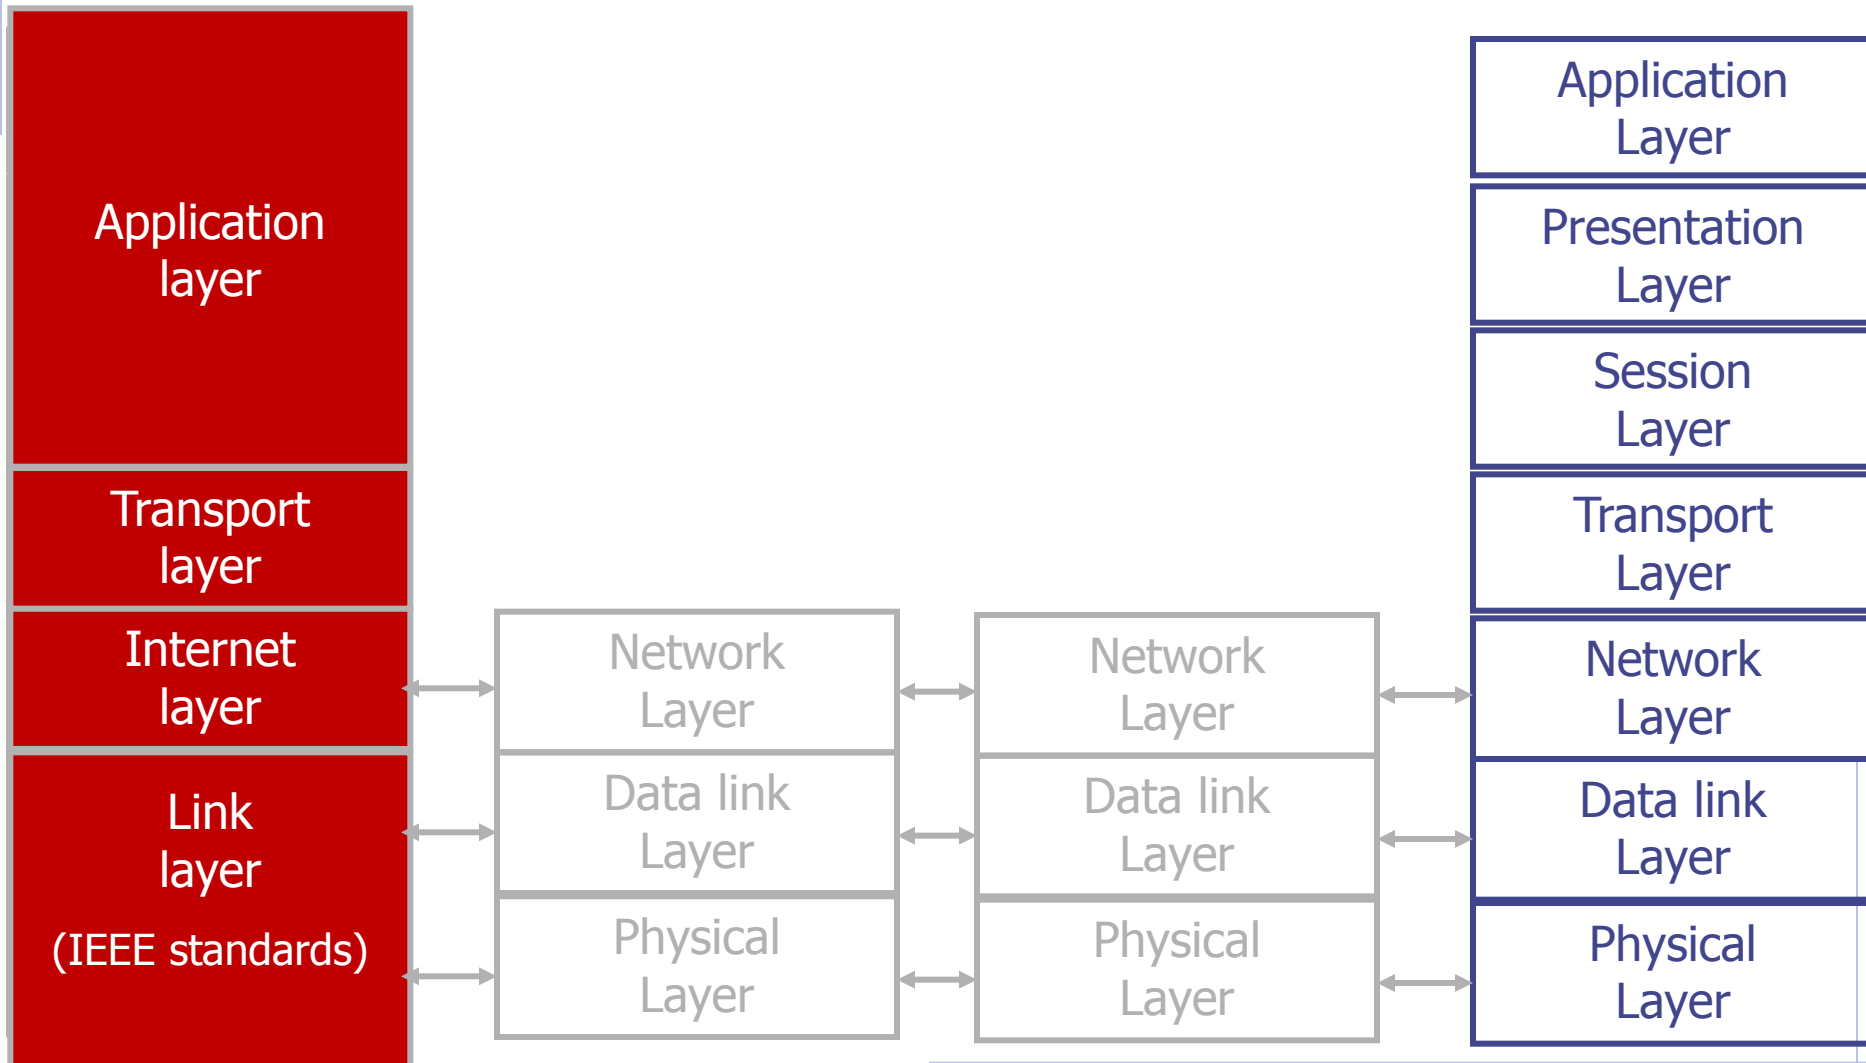 Application
layer
Transport
layer
Internet
layer
Link
layer
(IEEE standards)
Network
Layer
Data link
Layer
Physical
Layer
Network
Layer
Data link
Layer
Physical
Layer
Application
Layer
Presentation
Layer
Session
Layer
Transport
Layer
Network
Layer
Data link
Layer
Physical
Layer